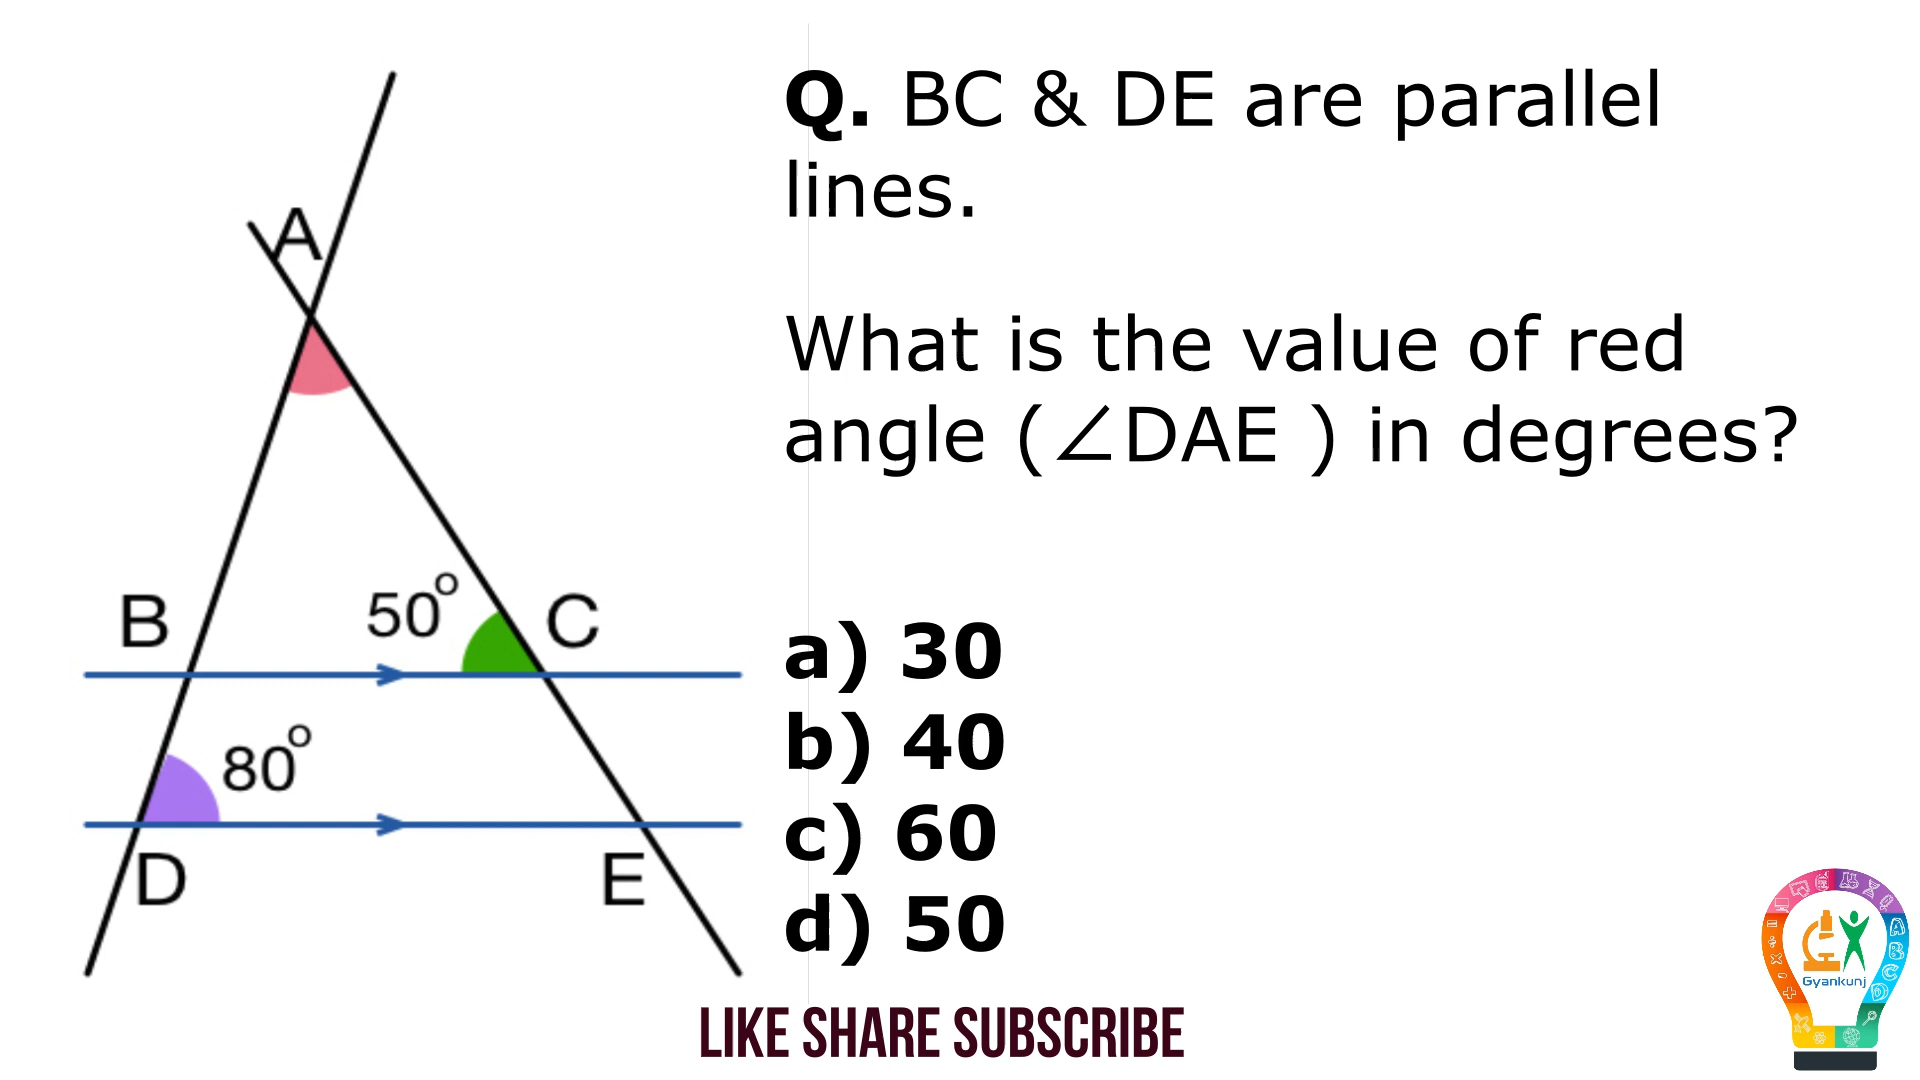 Q. BC & DE are parallel
lines.
What is the value of red
angle (∠DAE ) in degrees?
a) 30
b) 40
c) 60
d) 50
A
B
50°
C
80°
D
E
LIKE SHARE SUBSCRIBE
Gyankunj